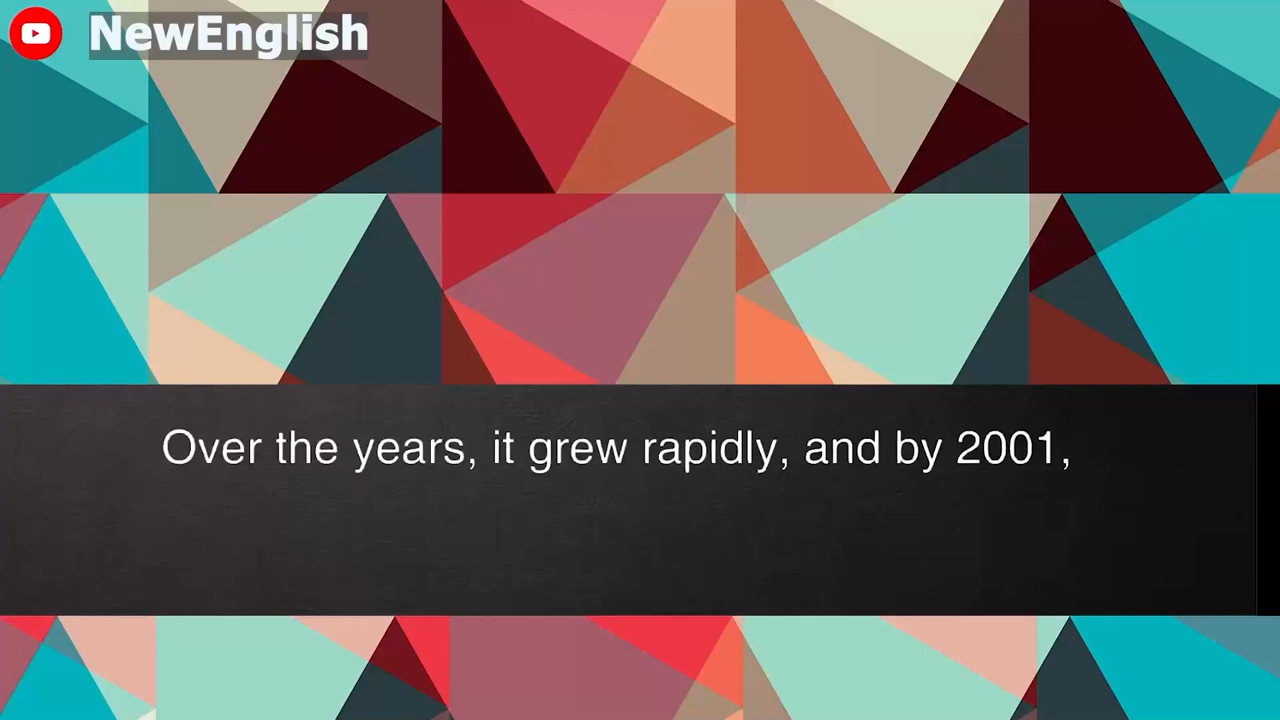 NewEnglish
Over the years, it grew rapidly, and by 2001,